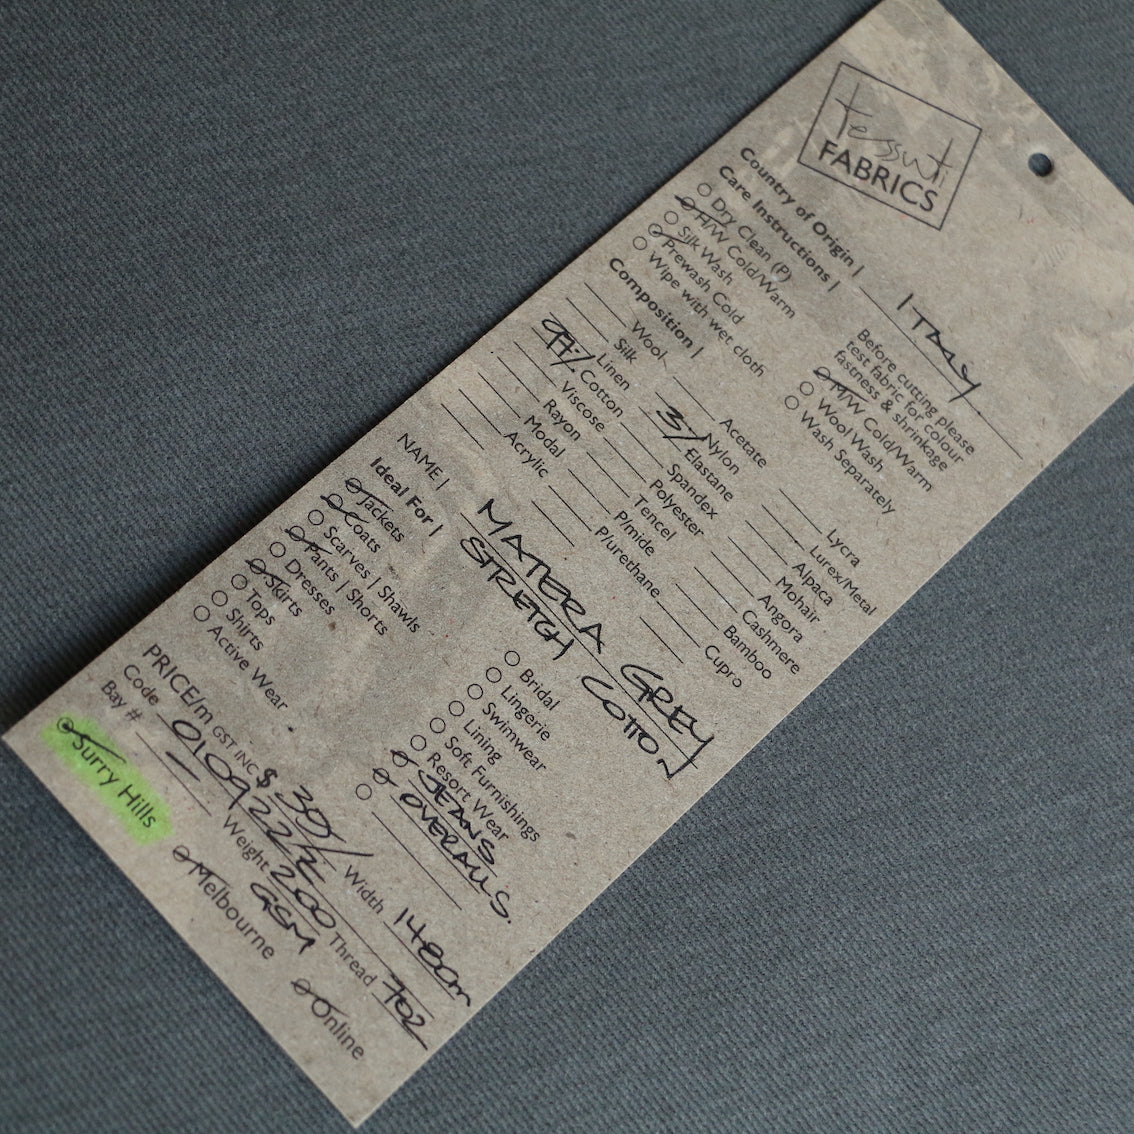 tessuti
FABRICS
Country of Origin | ITALY
Care Instructions |
Dry Clean (P)
H/W Cold/Warm
Silk Wash
Prewash Cold
Wipe with wet cloth
Before cutting please
test fabric for colour
fastness & shrinkage
M/W Cold/Warm
Wool Wash
Wash Separately
Composition |
Wool
Silk
Linen
97% Cotton
Viscose
Rayon
Modal
Acrylic
Acetate
Nylon
3% Elastane
Spandex
Polyester
Tencel
P/mide
P/urethane
Lycra
Lurex/Metal
Alpaca
Mohair
Angora
Cashmere
Bamboo
Cupro
NAME | MATERA GREY
STRETCH COTTON
Ideal For |
Jackets
Coats
Scarves | Shawls
Pants | Shorts
Dresses
Skirts
Tops
Shirts
Active Wear
Bridal
Lingerie
Swimwear
Lining
Soft Furnishings
Resort Wear
JEANS
OVERALLS.
PRICE/m GST INC $ 30/ Width 148cm
Code Weight 200 GSM Thread 702
Bay #
Surry Hills
Melbourne
Online